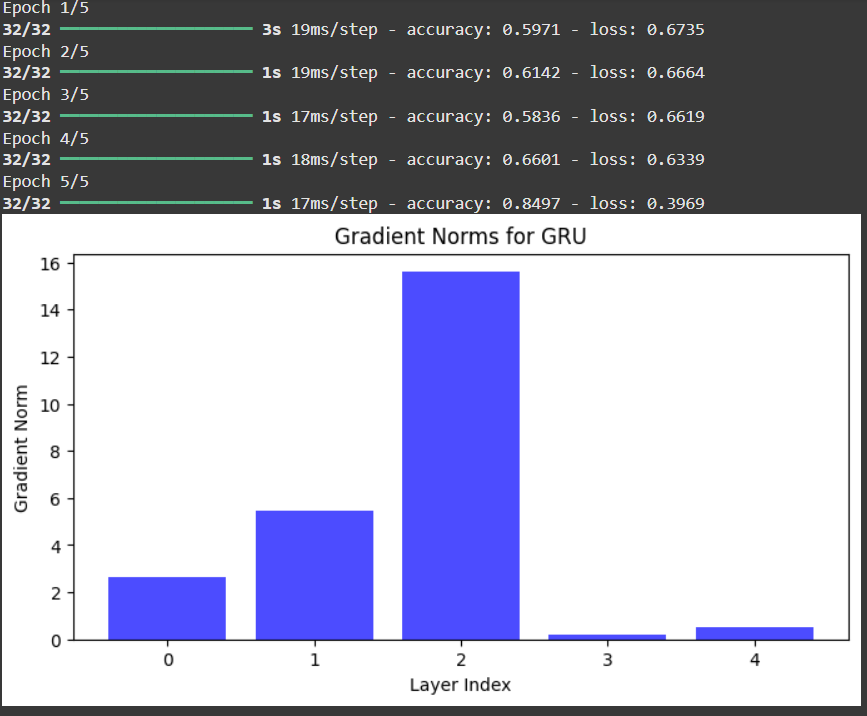 Epoch 1/5
32/32 ━━━━━━━━━━━━━━━━━━━━ 3s 19ms/step - accuracy: 0.5971 - loss: 0.6735
Epoch 2/5
32/32 ━━━━━━━━━━━━━━━━━━━━ 1s 19ms/step - accuracy: 0.6142 - loss: 0.6664
Epoch 3/5
32/32 ━━━━━━━━━━━━━━━━━━━━ 1s 17ms/step - accuracy: 0.5836 - loss: 0.6619
Epoch 4/5
32/32 ━━━━━━━━━━━━━━━━━━━━ 1s 18ms/step - accuracy: 0.6601 - loss: 0.6339
Epoch 5/5
32/32 ━━━━━━━━━━━━━━━━━━━━ 1s 17ms/step - accuracy: 0.8497 - loss: 0.3969
Gradient Norms for GRU
Gradient Norm
16
14
12
10
8
6
4
2
0
0 1 2 3 4
Layer Index